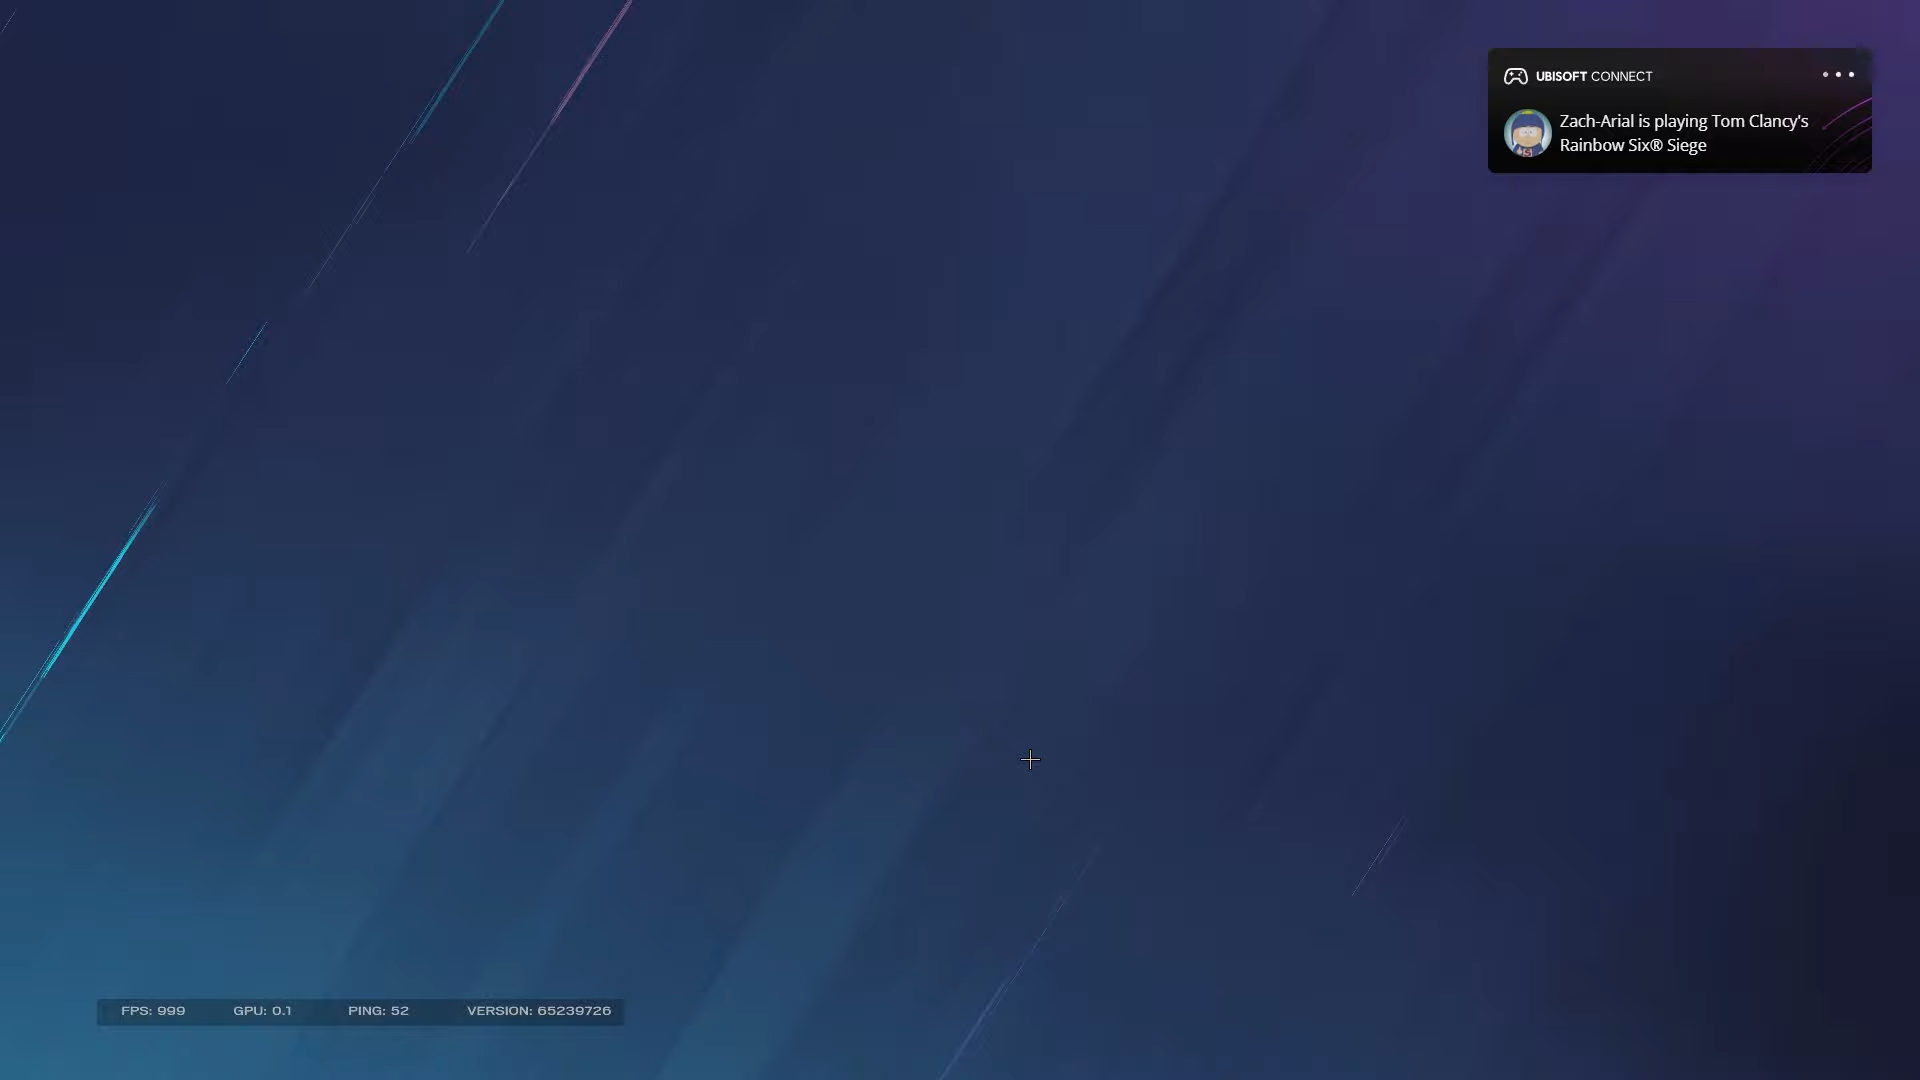 UBISOFT CONNECT
Zach-Arial is playing Tom Clancy's
Rainbow Six® Siege
FPS: 999 GPU: 0.1 PING: 52 VERSION: 65239726